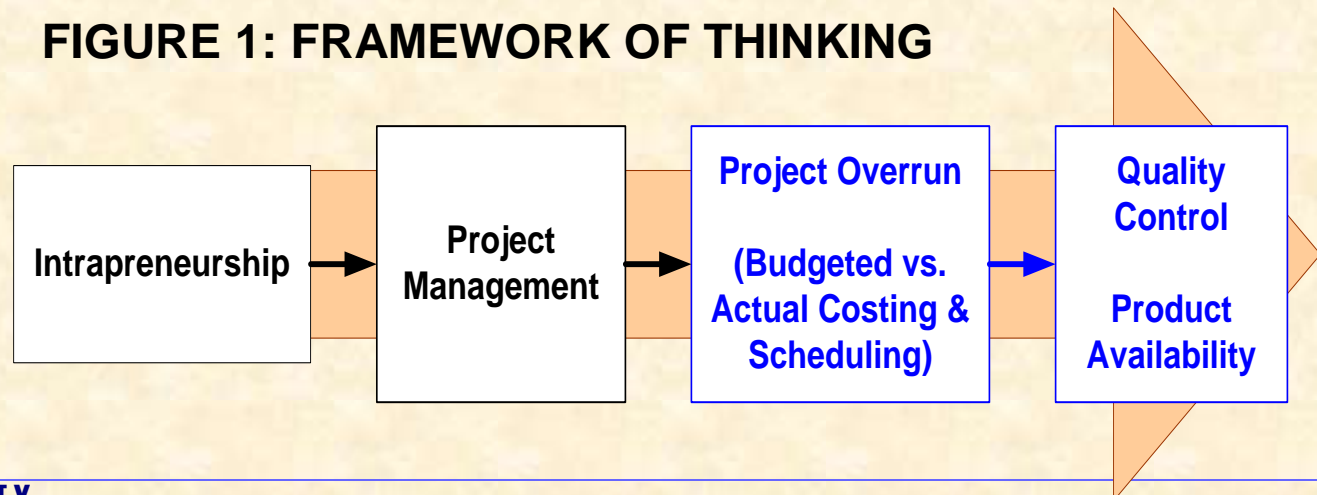 FIGURE 1: FRAMEWORK OF THINKING
Intrapreneurship
Project
Management
Project Overrun
(Budgeted vs.
Actual Costing &
Scheduling)
Quality
Control
Product
Availability